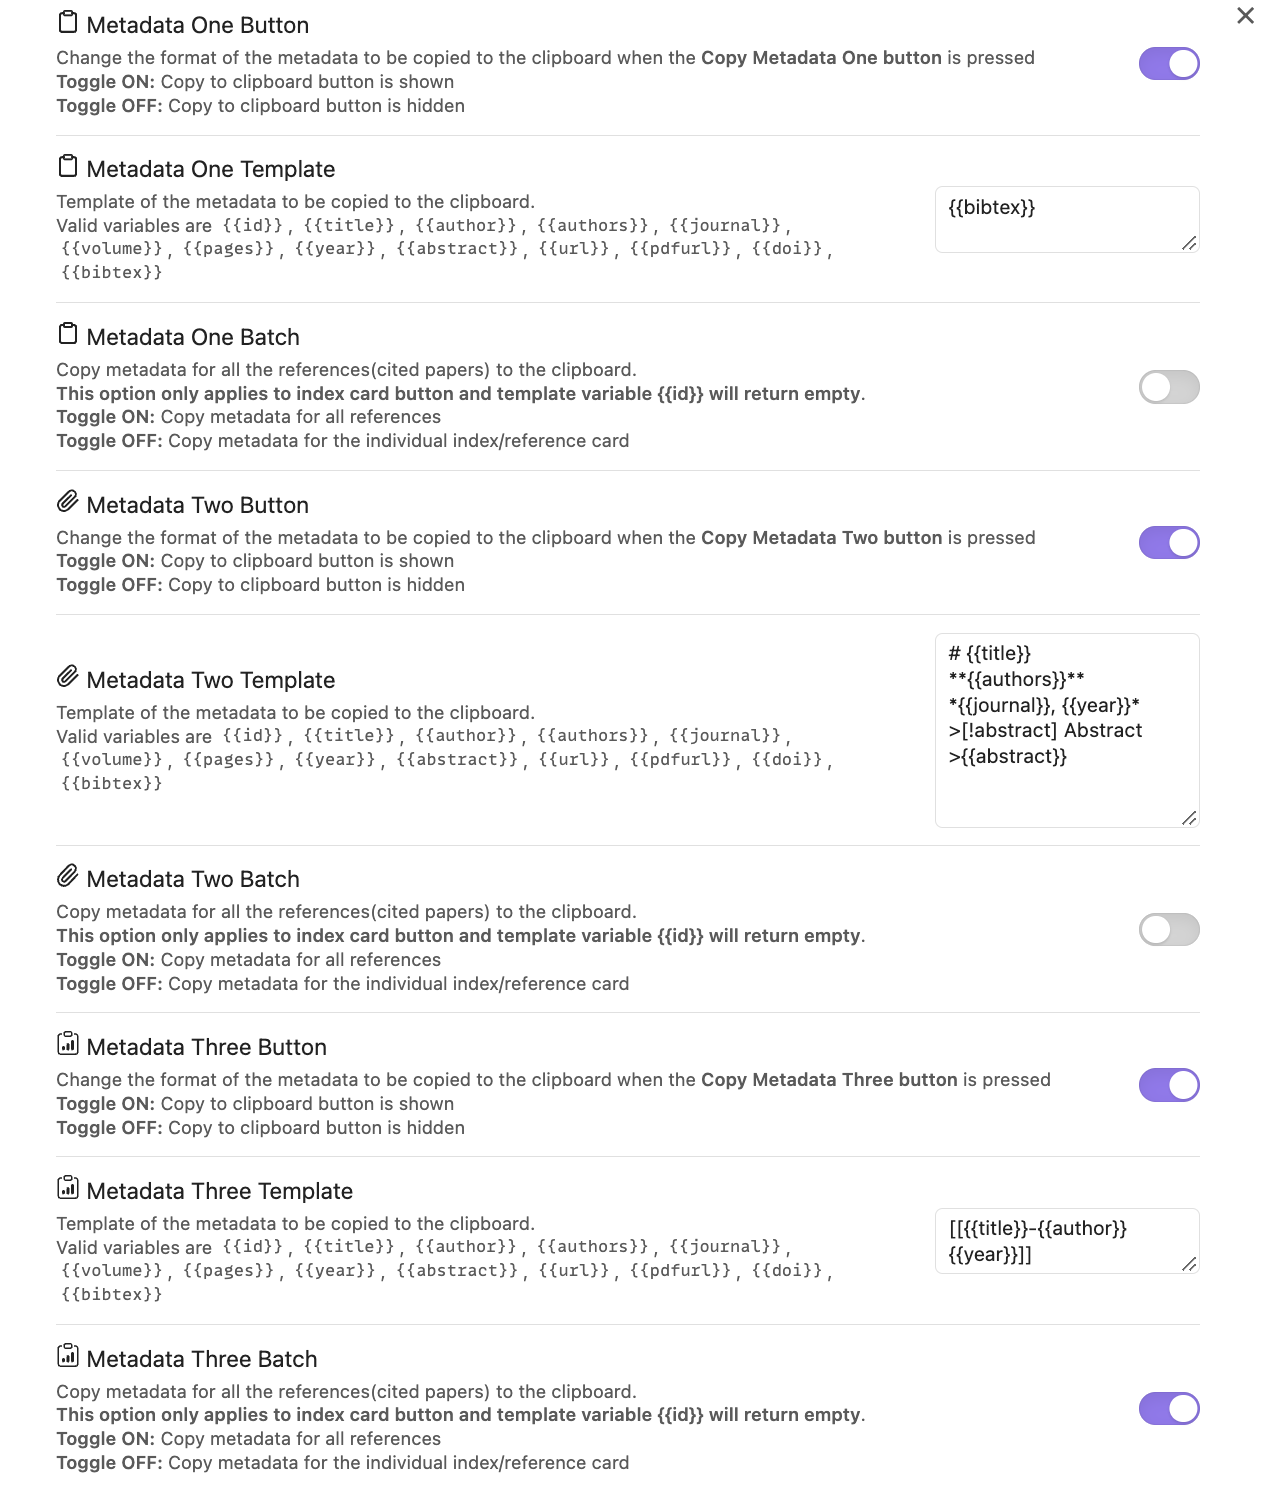 Metadata One Button
Change the format of the metadata to be copied to the clipboard when the Copy Metadata One button is pressed
Toggle ON: Copy to clipboard button is shown
Toggle OFF: Copy to clipboard button is hidden
Metadata One Template
Template of the metadata to be copied to the clipboard.
Valid variables are {{id}}, {{title}}, {{author}}, {{authors}}, {{journal}},
{{volume}}, {{pages}}, {{year}}, {{abstract}}, {{url}}, {{pdfurl}}, {{doi}},
{{bibtex}}
{{bibtex}}
Metadata One Batch
Copy metadata for all the references(cited papers) to the clipboard.
This option only applies to index card button and template variable {{id}} will return empty.
Toggle ON: Copy metadata for all references
Toggle OFF: Copy metadata for the individual index/reference card
Metadata Two Button
Change the format of the metadata to be copied to the clipboard when the Copy Metadata Two button is pressed
Toggle ON: Copy to clipboard button is shown
Toggle OFF: Copy to clipboard button is hidden
Metadata Two Template
Template of the metadata to be copied to the clipboard.
Valid variables are {{id}}, {{title}}, {{author}}, {{authors}}, {{journal}},
{{volume}}, {{pages}}, {{year}}, {{abstract}}, {{url}}, {{pdfurl}}, {{doi}},
{{bibtex}}
# {{title}}
**{{authors}}**
*{{journal}}, {{year}}*
>[!abstract] Abstract
>{{abstract}}
Metadata Two Batch
Copy metadata for all the references(cited papers) to the clipboard.
This option only applies to index card button and template variable {{id}} will return empty.
Toggle ON: Copy metadata for all references
Toggle OFF: Copy metadata for the individual index/reference card
Metadata Three Button
Change the format of the metadata to be copied to the clipboard when the Copy Metadata Three button is pressed
Toggle ON: Copy to clipboard button is shown
Toggle OFF: Copy to clipboard button is hidden
Metadata Three Template
Template of the metadata to be copied to the clipboard.
Valid variables are {{id}}, {{title}}, {{author}}, {{authors}}, {{journal}},
{{volume}}, {{pages}}, {{year}}, {{abstract}}, {{url}}, {{pdfurl}}, {{doi}},
{{bibtex}}
[[{{title}}-{{author}}
{{year}}]]
Metadata Three Batch
Copy metadata for all the references(cited papers) to the clipboard.
This option only applies to index card button and template variable {{id}} will return empty.
Toggle ON: Copy metadata for all references
Toggle OFF: Copy metadata for the individual index/reference card